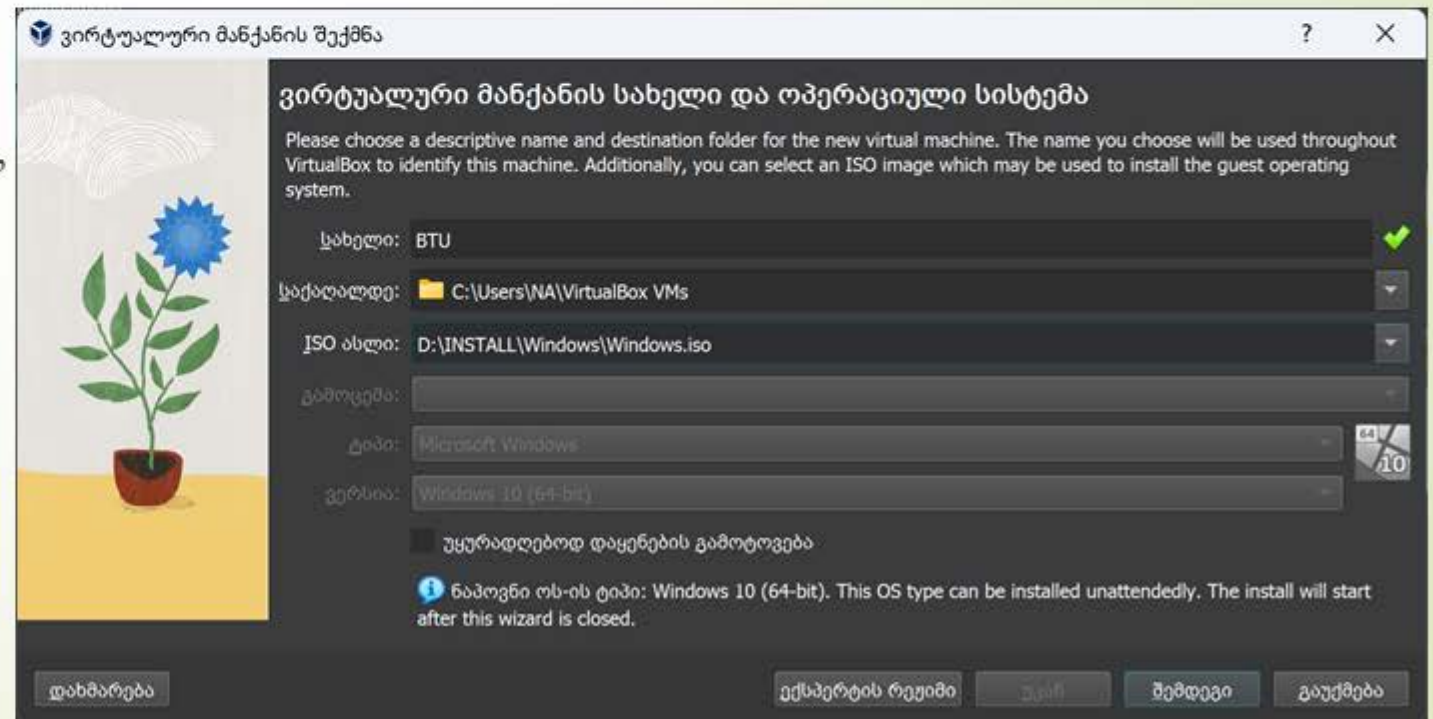 ვირტუალური მანქანის შექმნა
ვირტუალური მანქანის სახელი და ოპერაციული სისტემა
Please choose a descriptive name and destination folder for the new virtual machine. The name you choose will be used throughout
VirtualBox to identify this machine. Additionally, you can select an ISO image which may be used to install the guest operating
system.
სახელი: BTU
საქაღალდე: C:\Users\NA\VirtualBox VMs
ISO ასლი: D:\INSTALL\Windows\Windows.iso
გამოცემა:
ტიპი: Microsoft Windows
64
10
ვერსია: Windows 10 (64-bit)
უყურადღებოდ დაყენების გამოტოვება
ნაპოვნი ოს-ის ტიპი: Windows 10 (64-bit). This OS type can be installed unattendedly. The install will start
after this wizard is closed.
დახმარება ექსპერტის რეჟიმი უკან შემდეგი გაუქმება